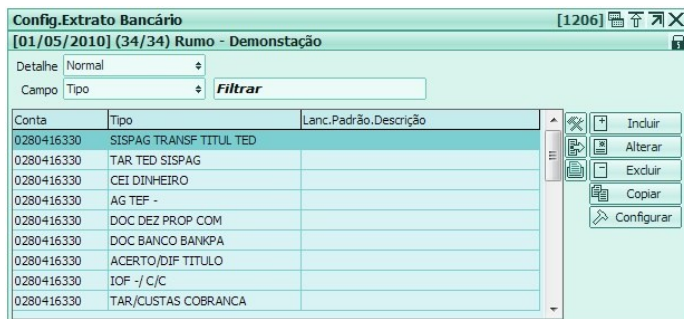 Config.Extrato Bancário [1206]
[01/05/2010] (34/34) Rumo - Demonstação
Detalhe Normal
Campo Tipo Filtrar
Conta Tipo Lanc.Padrão.Descrição
0280416330 SISPAG TRANSF TITUL TED
0280416330 TAR TED SISPAG
0280416330 CEI DINHEIRO
0280416330 AG TEF -
0280416330 DOC DEZ PROP COM
0280416330 DOC BANCO BANKPA
0280416330 ACERTO/DIF TITULO
0280416330 IOF -/ C/C
0280416330 TAR/CUSTAS COBRANCA
Incluir
Alterar
Excluir
Copiar
Configurar